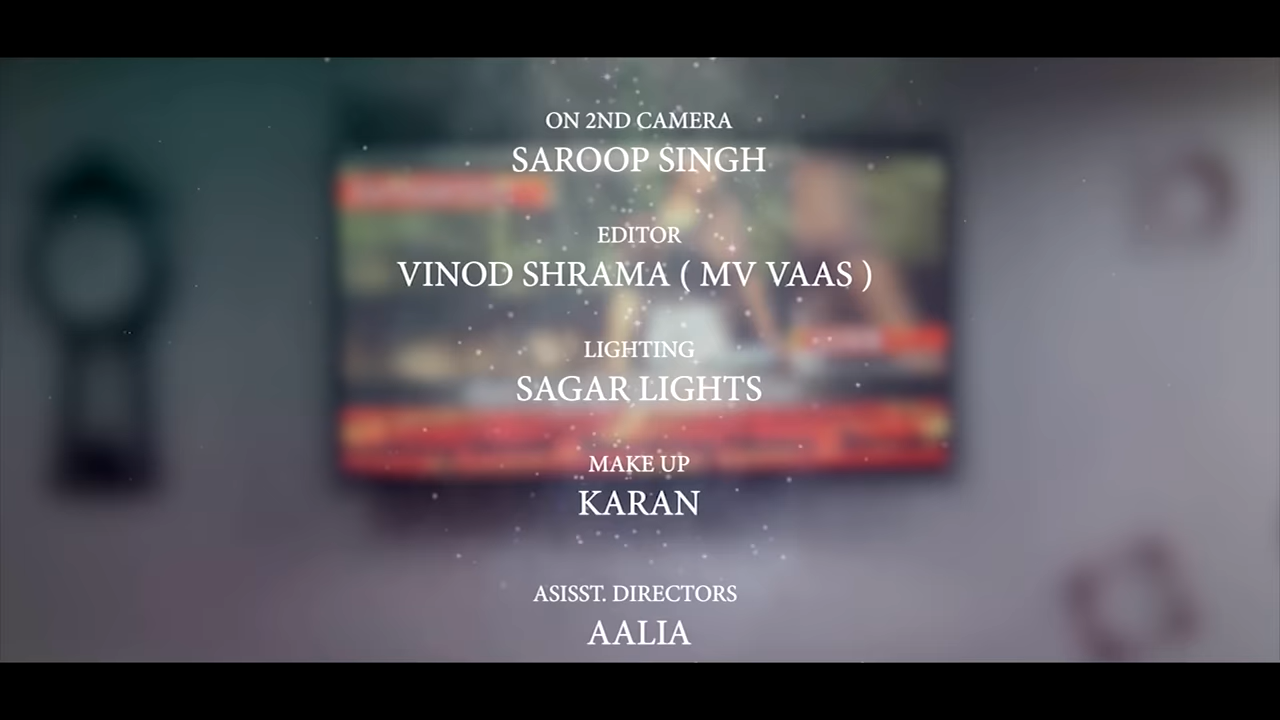 ON 2ND CAMERA
SAROOP SINGH
EDITOR
VINOD SHRAMA ( MV VAAS )
LIGHTING
SAGAR LIGHTS
MAKE UP
KARAN
ASISST. DIRECTORS
AALIA